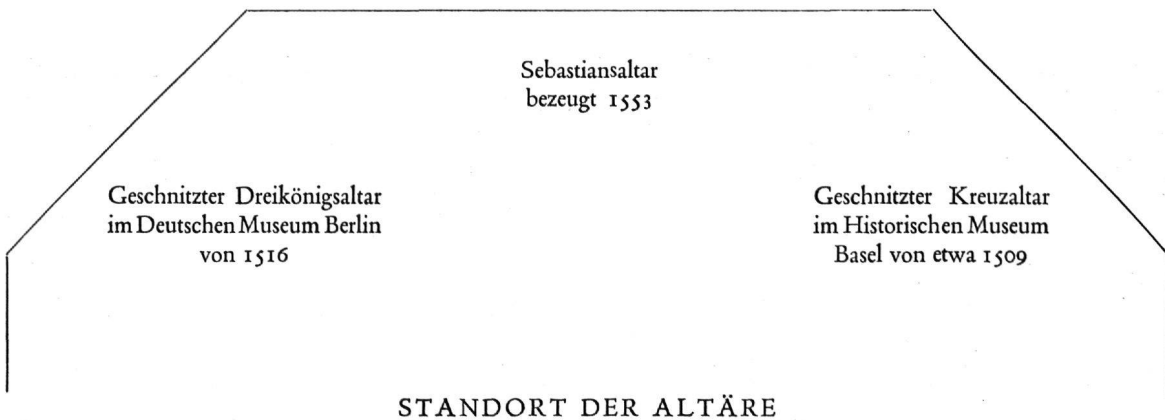 Sebastiansaltar
bezeugt 1553
Geschnitzter Dreikönigsaltar
im Deutschen Museum Berlin
von 1516
Geschnitzter Kreuzaltar
im Historischen Museum
Basel von etwa 1509
STANDORT DER ALTÄRE